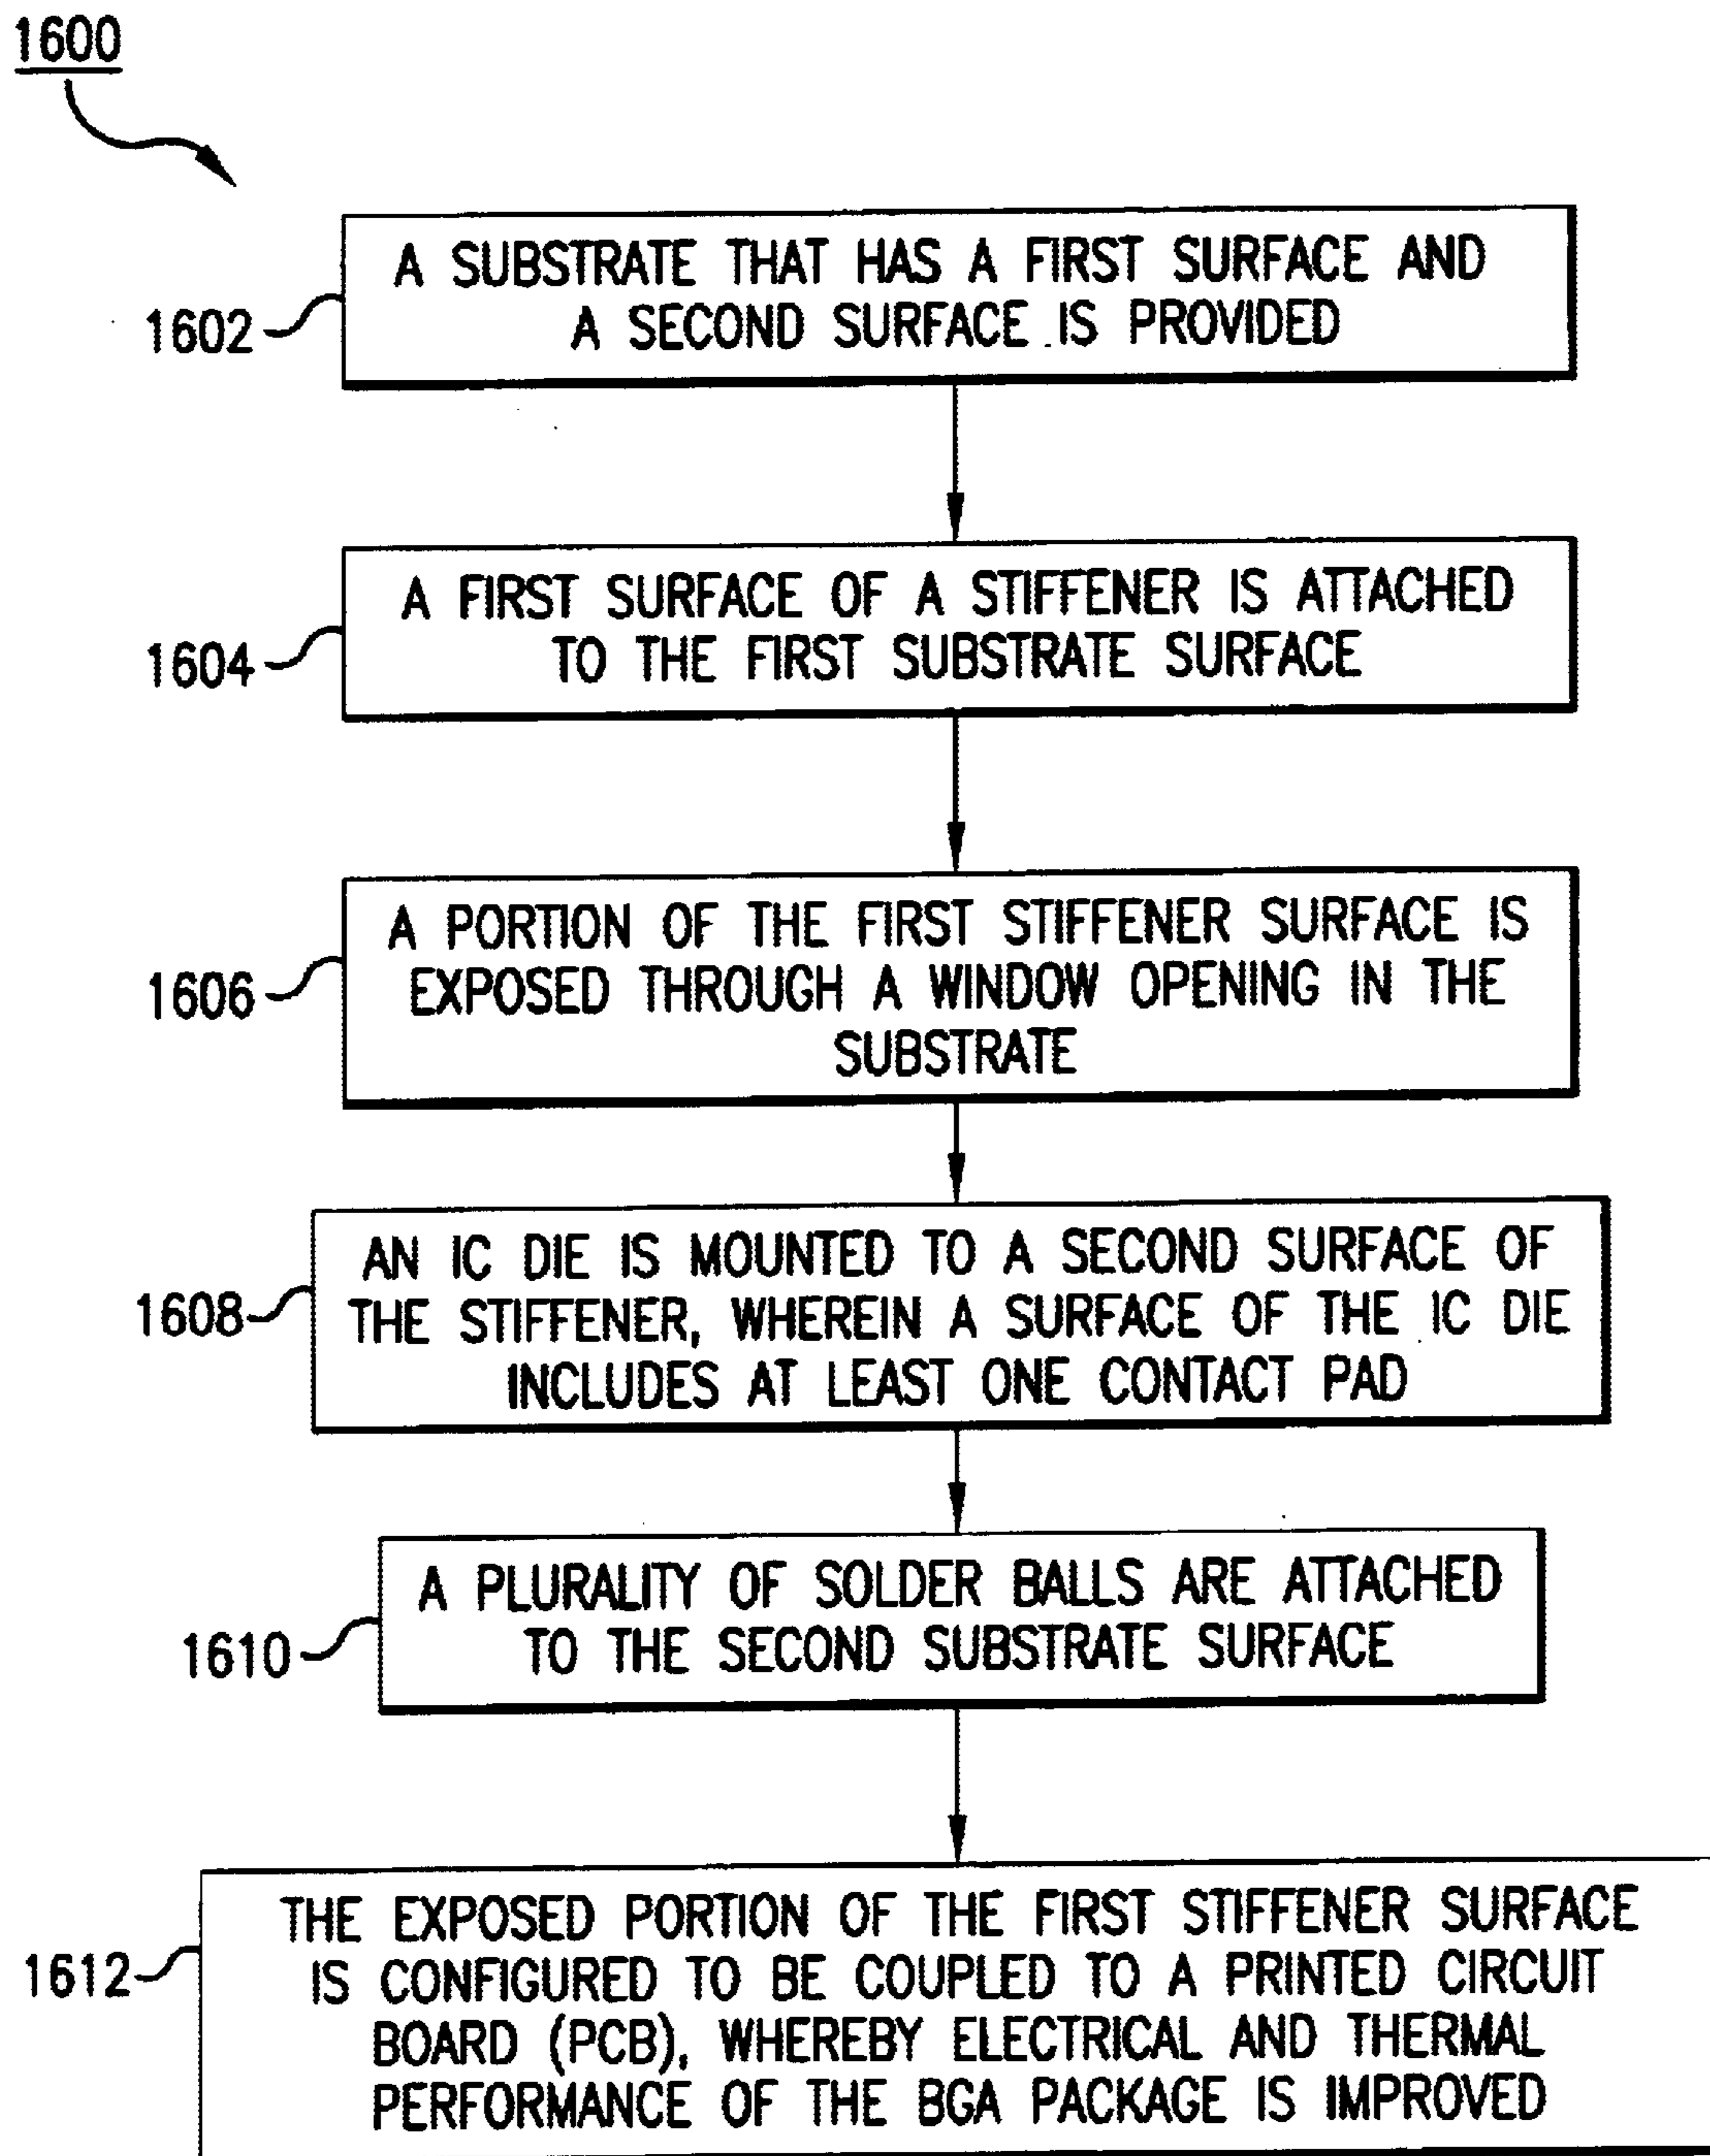 1600
A SUBSTRATE THAT HAS A FIRST SURFACE AND
A SECOND SURFACE IS PROVIDED
1602
A FIRST SURFACE OF A STIFFENER IS ATTACHED
TO THE FIRST SUBSTRATE SURFACE
1604
A PORTION OF THE FIRST STIFFENER SURFACE IS
EXPOSED THROUGH A WINDOW OPENING IN THE
SUBSTRATE
1606
AN IC DIE IS MOUNTED TO A SECOND SURFACE OF
THE STIFFENER, WHEREIN A SURFACE OF THE IC DIE
INCLUDES AT LEAST ONE CONTACT PAD
1608
A PLURALITY OF SOLDER BALLS ARE ATTACHED
TO THE SECOND SUBSTRATE SURFACE
1610
THE EXPOSED PORTION OF THE FIRST STIFFENER SURFACE
IS CONFIGURED TO BE COUPLED TO A PRINTED CIRCUIT
BOARD (PCB), WHEREBY ELECTRICAL AND THERMAL
PERFORMANCE OF THE BGA PACKAGE IS IMPROVED
1612